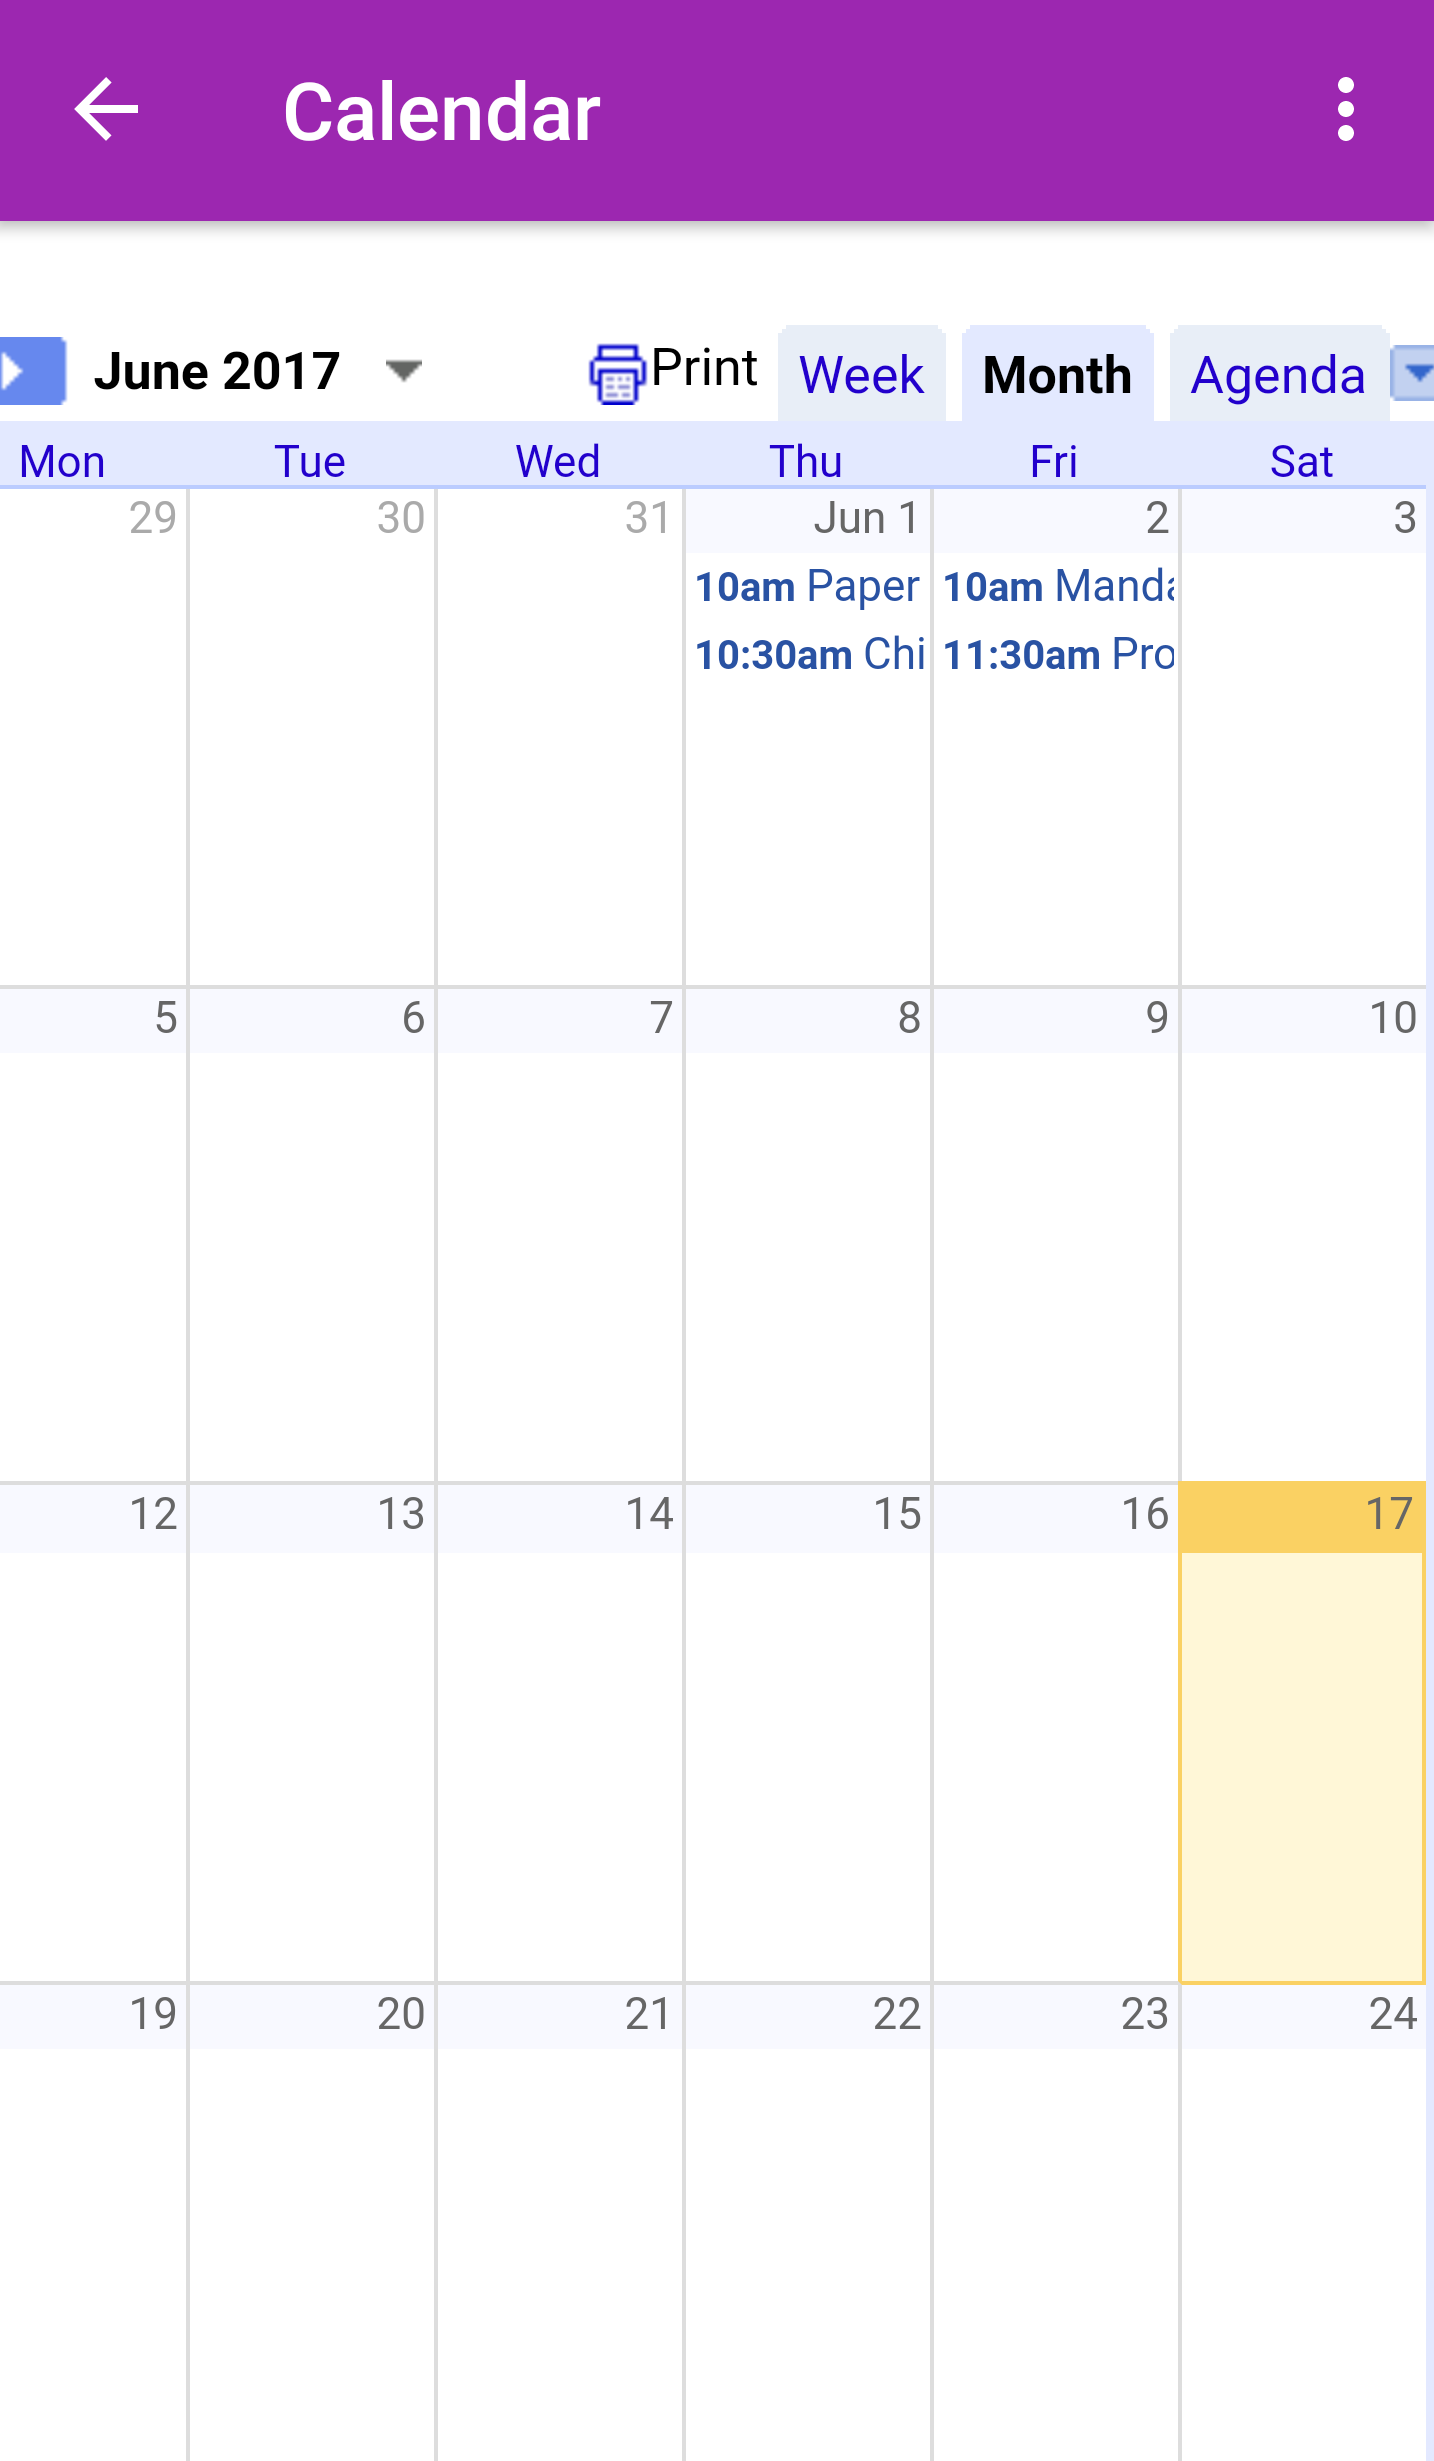 Calendar
June 2017 Print Week Month Agenda
Mon Tue Wed Thu Fri Sat
29 30 31 Jun 1 2 3
10am Paper 10am Manda
10:30am Chi 11:30am Pro
5 6 7 8 9 10
12 13 14 15 16 17
19 20 21 22 23 24